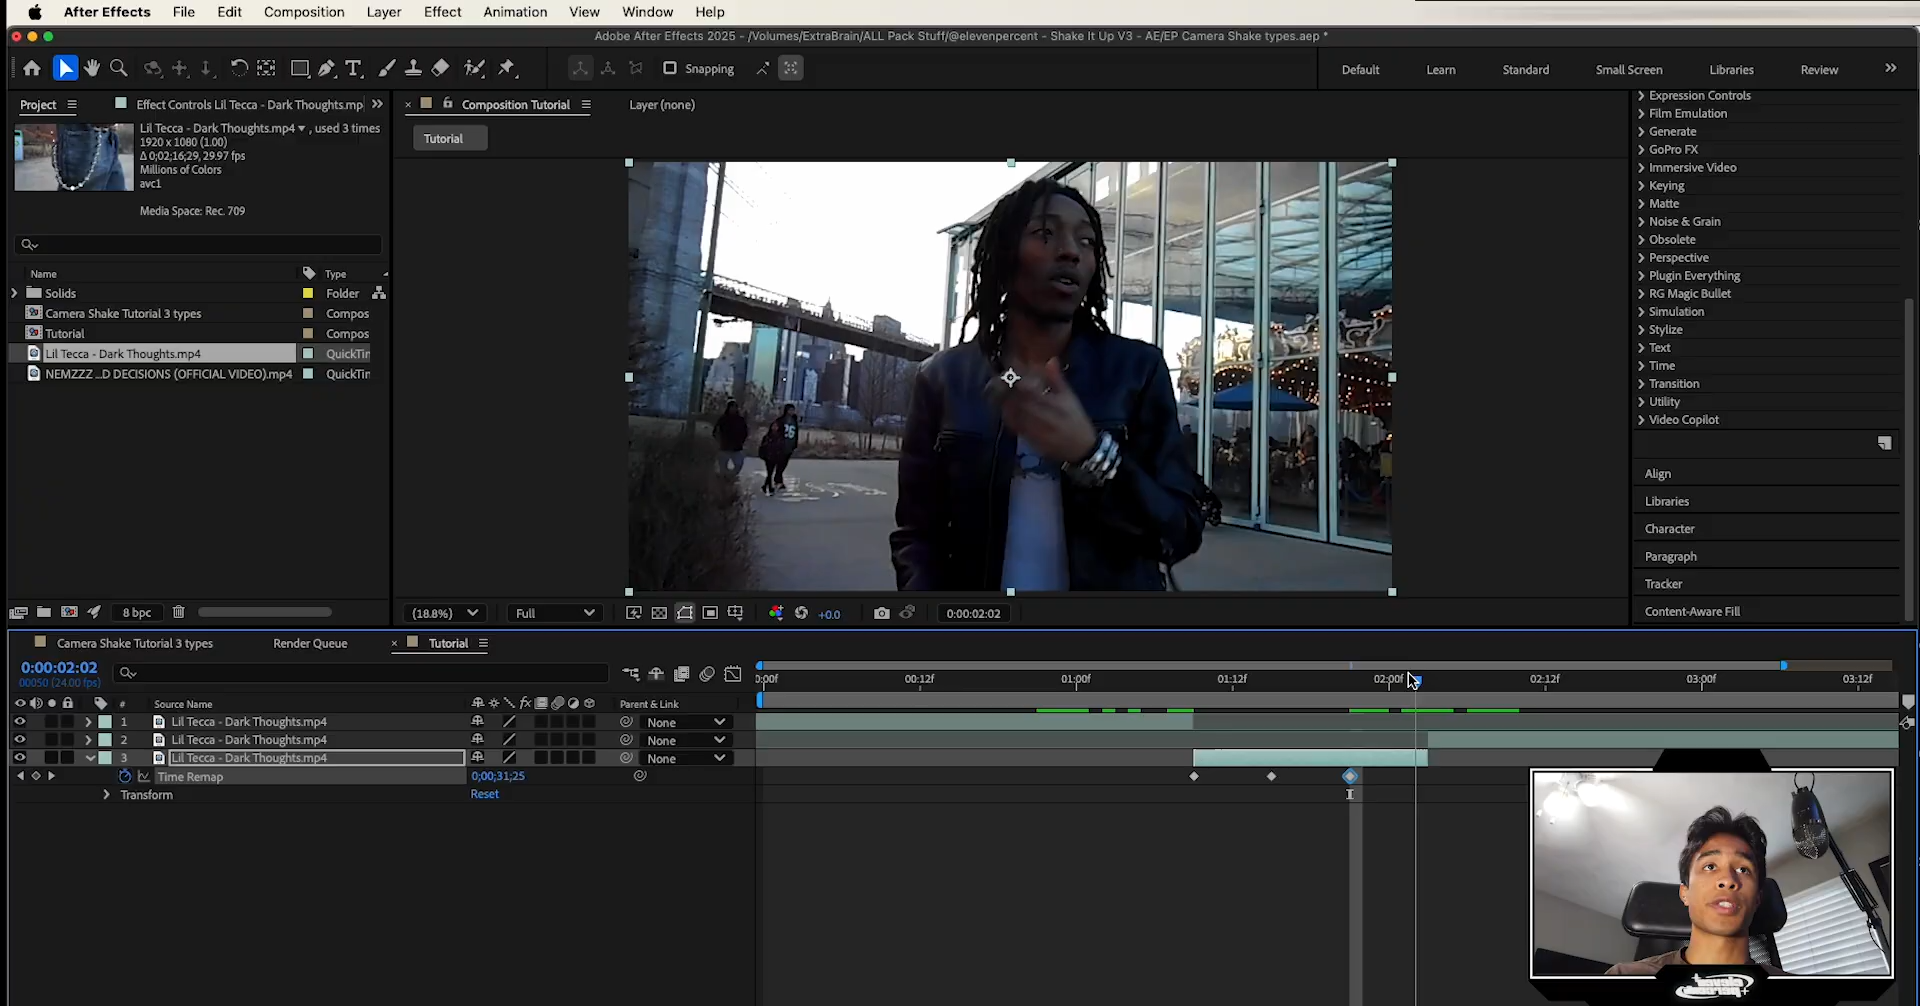 After Effects File Edit Composition Layer Effect Animation View Window Help
Adobe After Effects 2025 - /Volumes/ExtraBrain/ALL Pack Stuff/@elevenpercent - Shake It Up V3 - AE/EP Camera Shake types.aep *
Snapping Default Learn Standard Small Screen Libraries Review
Project Effect Controls Lil Tecca - Dark Thoughts.mp
Lil Tecca - Dark Thoughts.mp4 , used 3 times
1920 x 1080 (1.00)
Δ 0;02;16;29, 29.97 fps
Millions of Colors
avc1
Media Space: Rec. 709
Name Type
Solids Folder
Camera Shake Tutorial 3 types Compos
Tutorial Compos
Lil Tecca - Dark Thoughts.mp4 QuickTin
NEMZZZ ...D DECISIONS (OFFICIAL VIDEO).mp4 QuickTin
8 bpc
Composition Tutorial Layer (none)
Tutorial
26
(18.8%) Full +0.0 0:00:02:02
Expression Controls
Film Emulation
Generate
GoPro FX
Immersive Video
Keying
Matte
Noise & Grain
Obsolete
Perspective
Plugin Everything
RG Magic Bullet
Simulation
Stylize
Text
Time
Transition
Utility
Video Copilot
Align
Libraries
Character
Paragraph
Tracker
Content-Aware Fill
Camera Shake Tutorial 3 types Render Queue Tutorial
0:00:02:02
00050 (24.00 fps)
:00f 00:12f 01:00f 01:12f 02:00f 02:12f 03:00f 03:12f
# Source Name fx Parent & Link
1 Lil Tecca - Dark Thoughts.mp4 None
2 Lil Tecca - Dark Thoughts.mp4 None
3 Lil Tecca - Dark Thoughts.mp4 None
Time Remap 0;00;31;25
Transform Reset